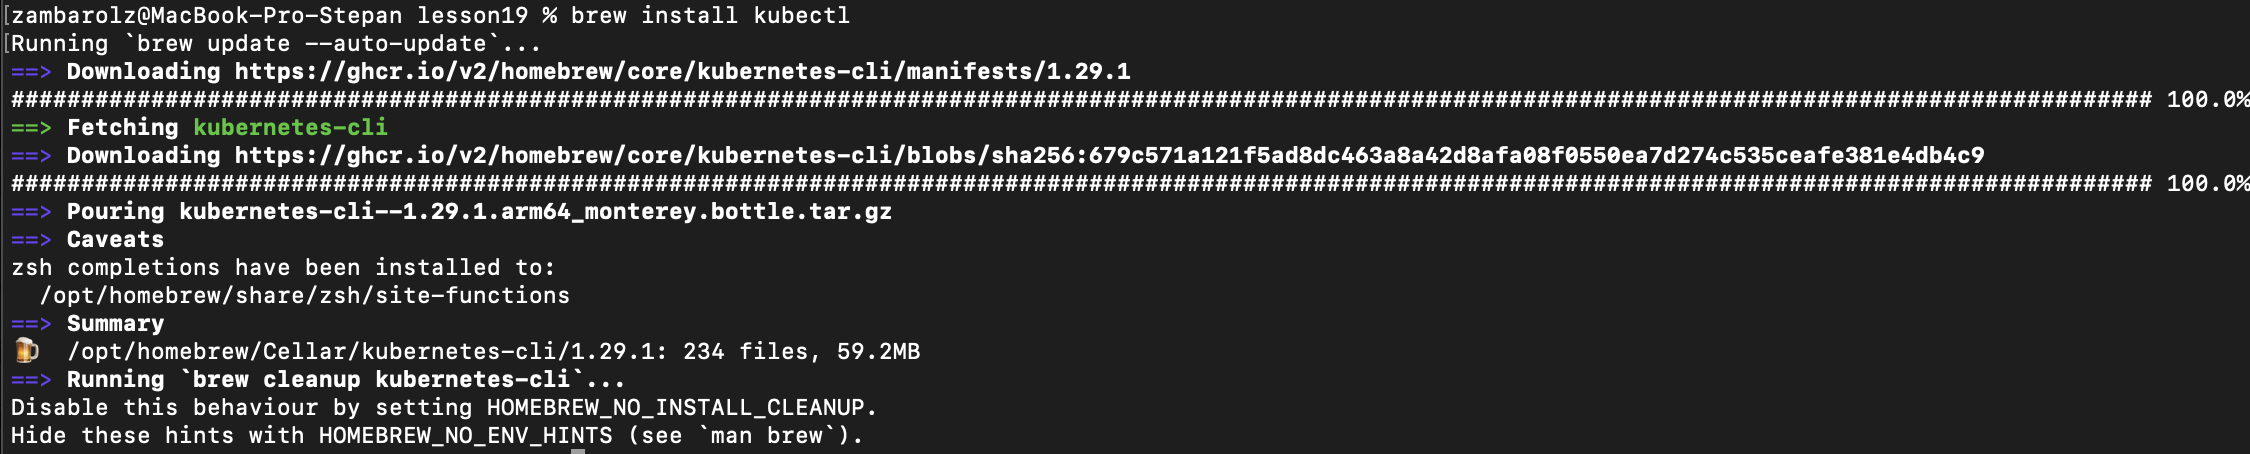 [zambarolz@MacBook-Pro-Stepan lesson19 % brew install kubectl
[Running `brew update --auto-update`...
==> Downloading https://ghcr.io/v2/homebrew/core/kubernetes-cli/manifests/1.29.1
######################################################################################################################################################### 100.0%
==> Fetching kubernetes-cli
==> Downloading https://ghcr.io/v2/homebrew/core/kubernetes-cli/blobs/sha256:679c571a121f5ad8dc463a8a42d8afa08f0550ea7d274c535ceafe381e4db4c9
######################################################################################################################################################### 100.0%
==> Pouring kubernetes-cli--1.29.1.arm64_monterey.bottle.tar.gz
==> Caveats
zsh completions have been installed to:
  /opt/homebrew/share/zsh/site-functions
==> Summary
🍺  /opt/homebrew/Cellar/kubernetes-cli/1.29.1: 234 files, 59.2MB
==> Running `brew cleanup kubernetes-cli`...
Disable this behaviour by setting HOMEBREW_NO_INSTALL_CLEANUP.
Hide these hints with HOMEBREW_NO_ENV_HINTS (see `man brew`).